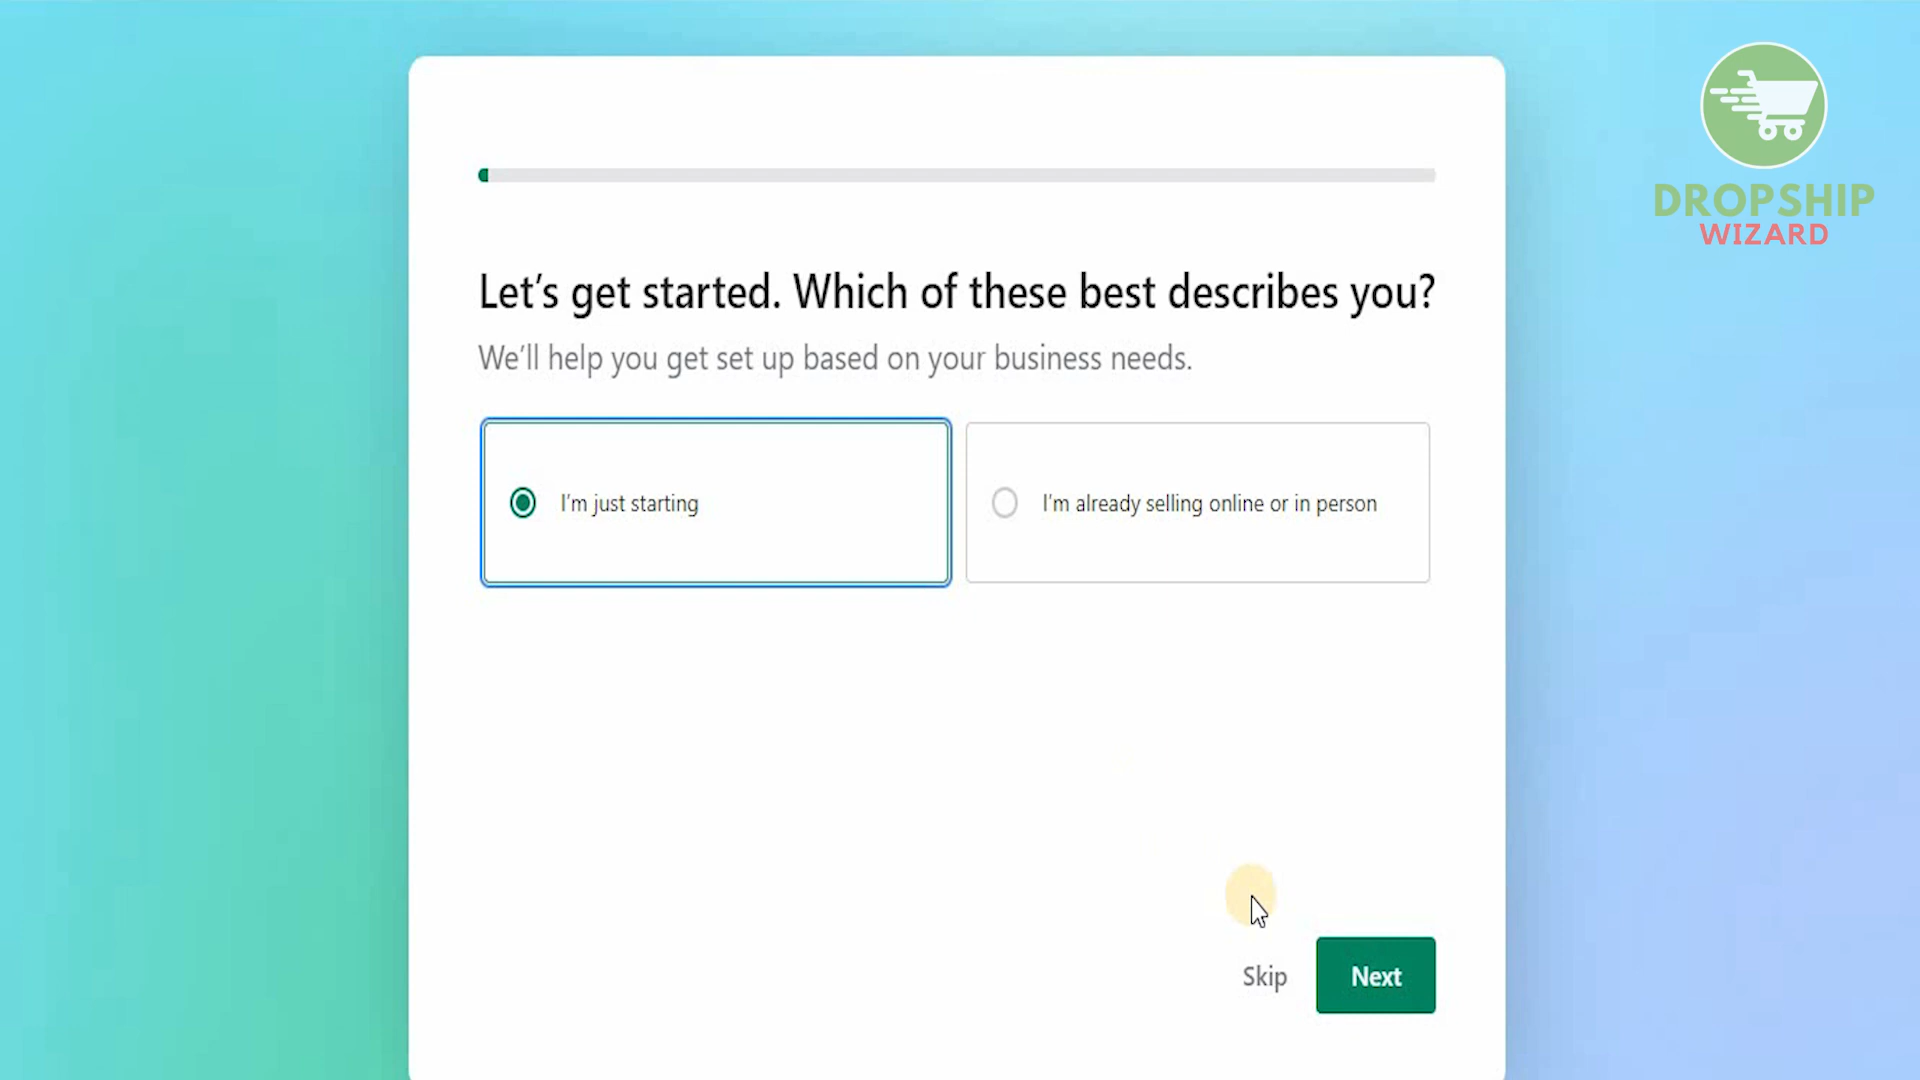 DROPSHIP
WIZARD
Let's get started. Which of these best describes you?
We'll help you get set up based on your business needs.
I'm just starting
I'm already selling online or in person
Skip
Next